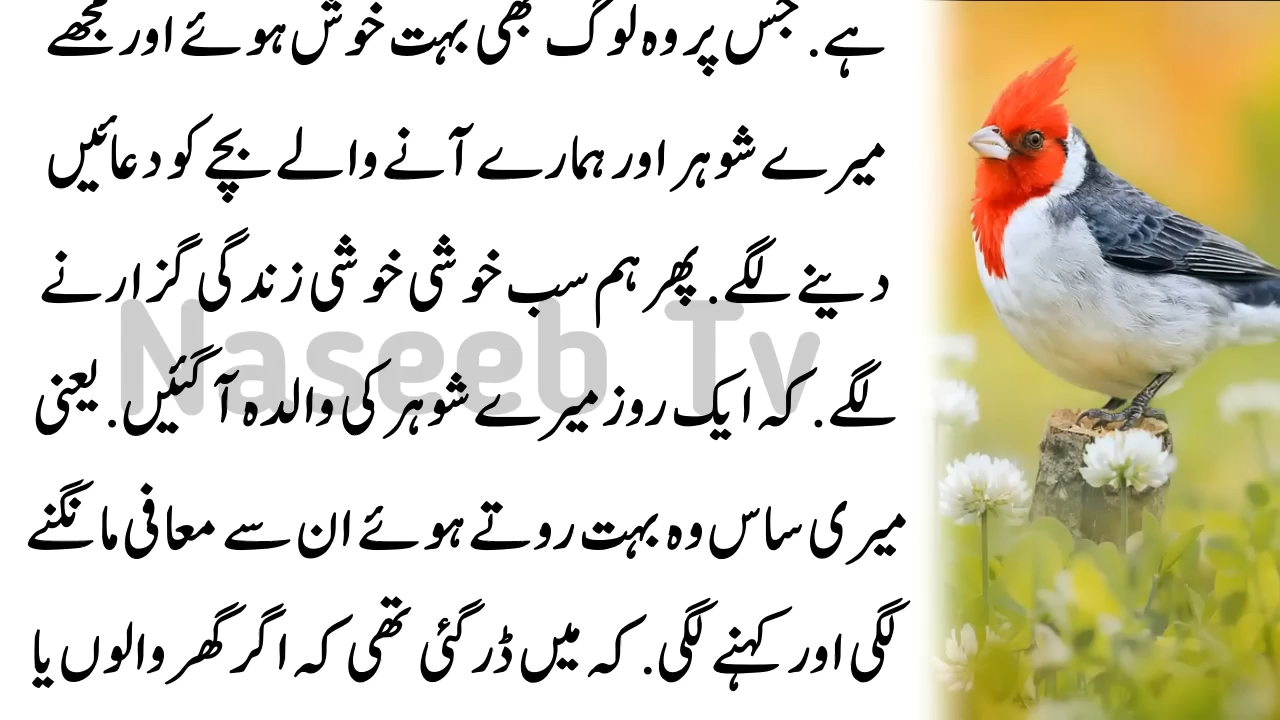 ہے. جس پر وہ لوگ بھی بہت خوش ہوئے اور مجھے
میرے شوہر اور ہمارے آنے والے بچے کو دعائیں
دینے لگے. پھر ہم سب خوشی خوشی زندگی گزارنے
لگے. کہ ایک روز میرے شوہر کی والدہ آ گئیں. یعنی
میری ساس وہ بہت روتے ہوئے ان سے معافی مانگنے
لگی اور کہنے لگی. کہ میں ڈر گئی تھی کہ اگر گھر والوں یا
Naseeb Tv